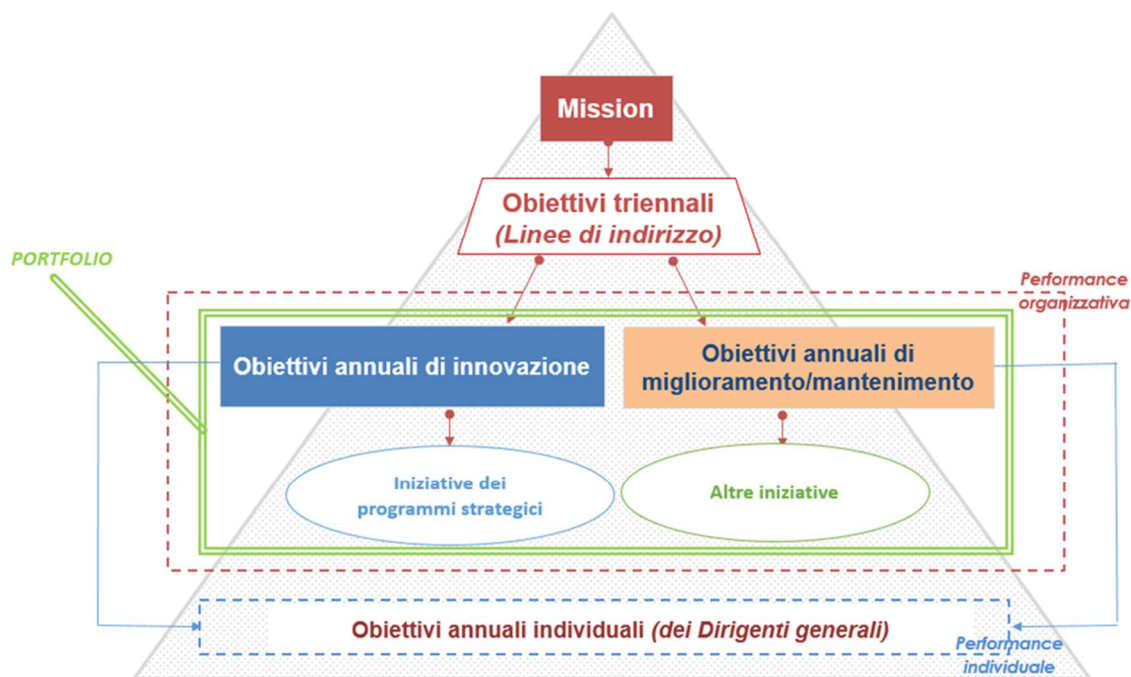 Mission
Obiettivi triennali
(Linee di indirizzo)
PORTFOLIO
Performance
organizzativa
Obiettivi annuali di innovazione
Obiettivi annuali di
miglioramento/mantenimento
Iniziative dei
programmi strategici
Altre iniziative
Obiettivi annuali individuali (dei Dirigenti generali)
Performance
individuale